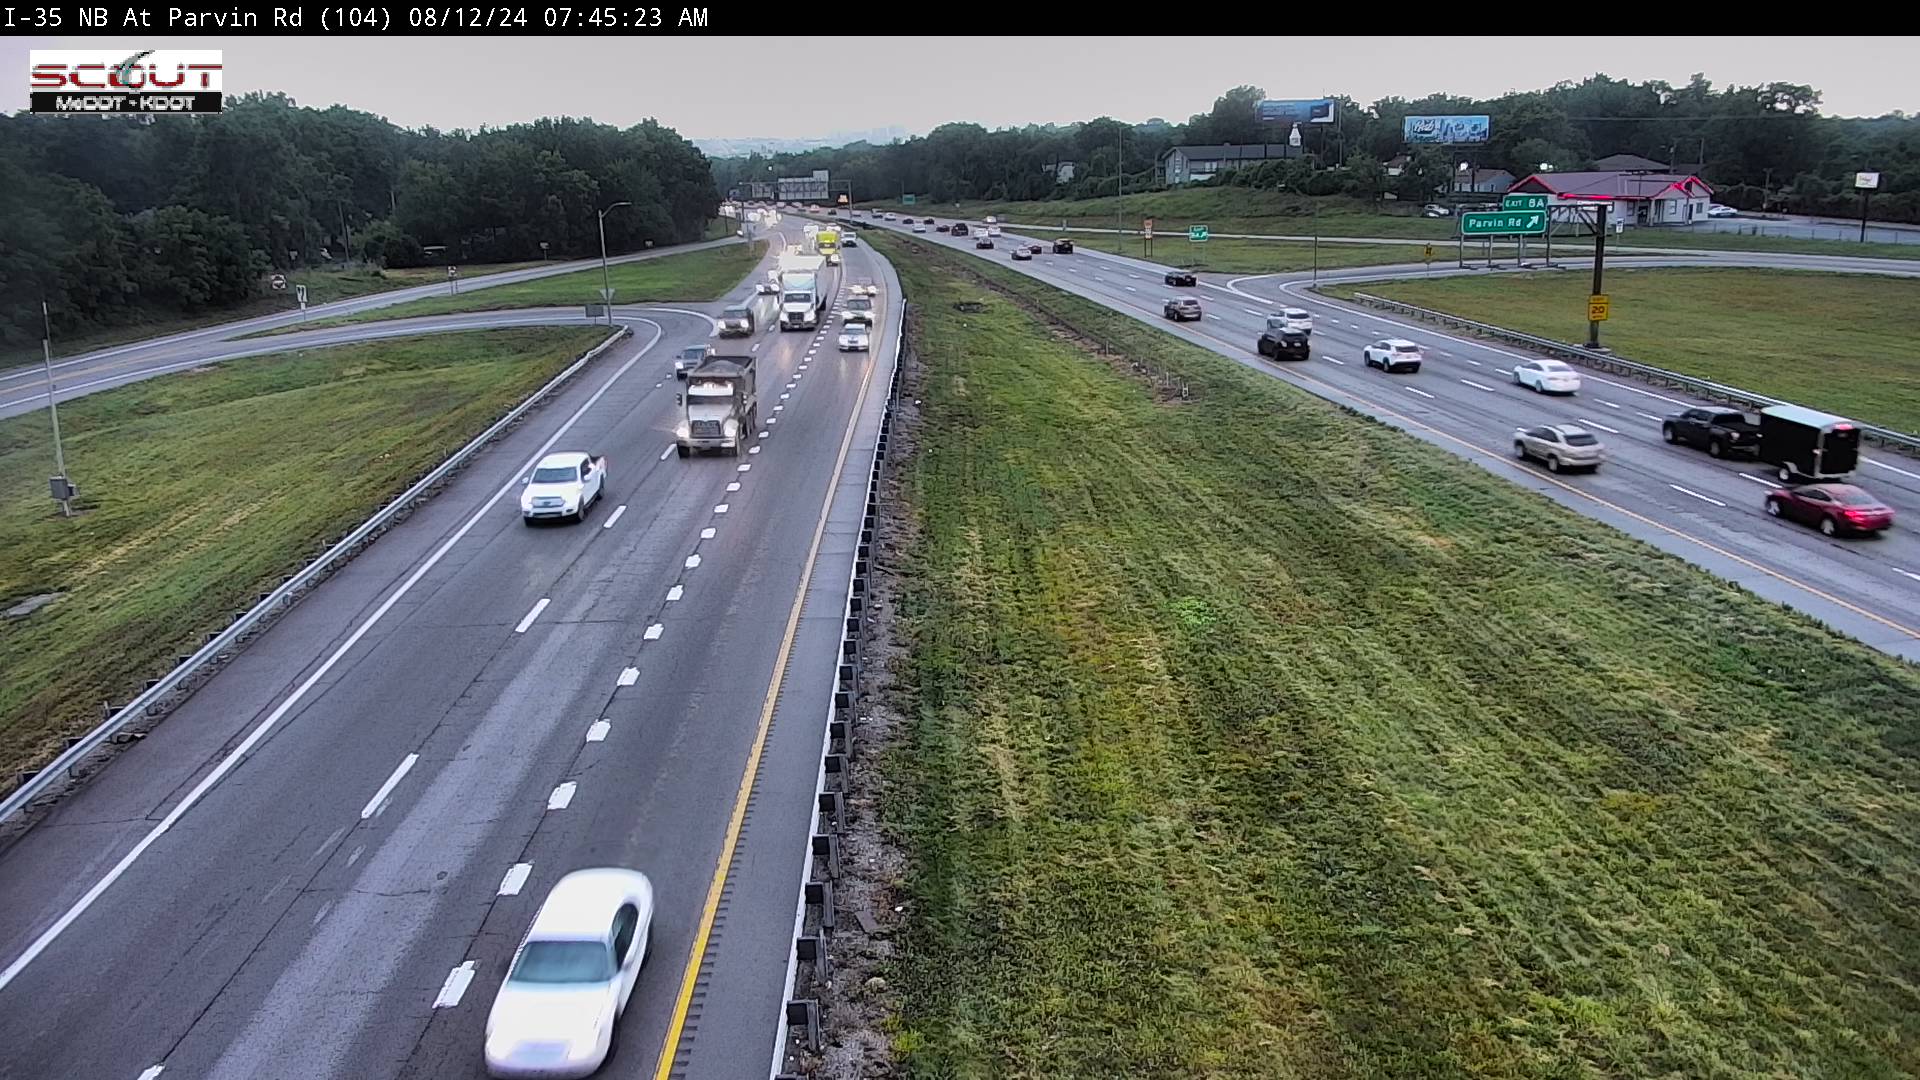 I-35 NB At Parvin Rd (104) 08/12/24 07:45:23 AM
SCOUT
MoDOT - KDOT
EXIT 8A
Parvin Rd
20